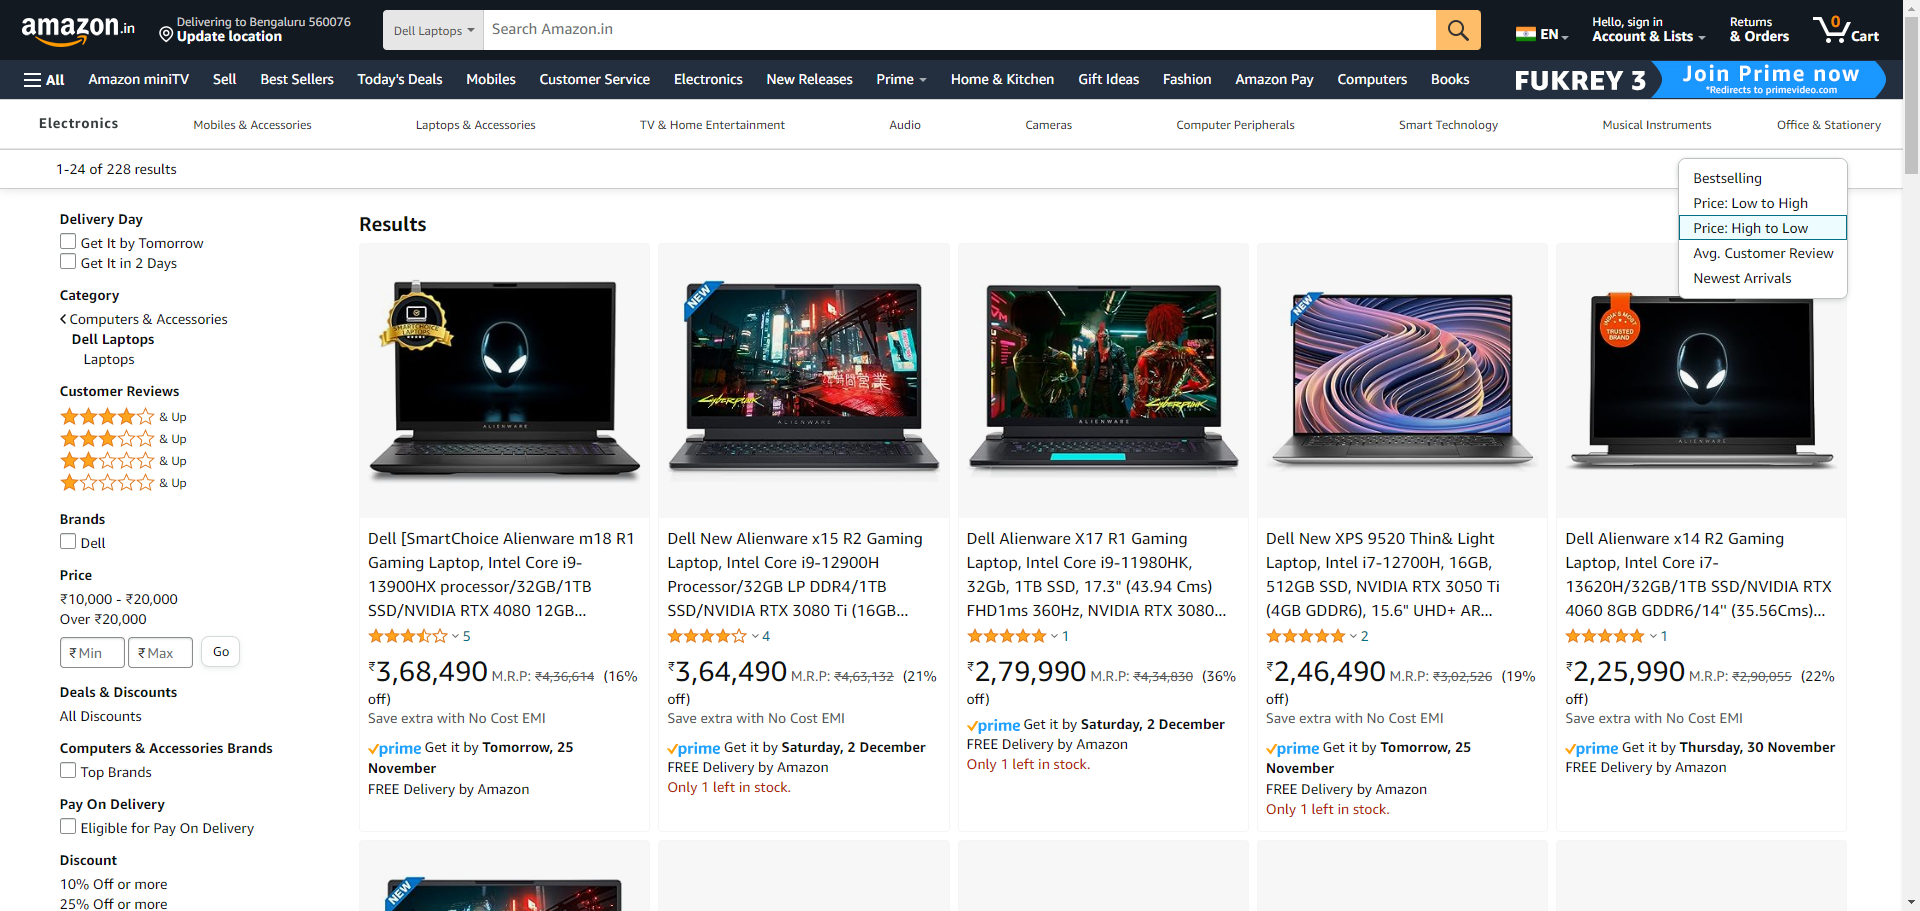 amazon.in
Delivering to Bengaluru 560076
Update location
Dell Laptops
Search Amazon.in
EN
Hello, sign in
Account & Lists
Returns
& Orders
0
Cart
All
Amazon miniTV
Sell
Best Sellers
Today's Deals
Mobiles
Customer Service
Electronics
New Releases
Prime
Home & Kitchen
Gift Ideas
Fashion
Amazon Pay
Computers
Books
FUKREY 3
Join Prime now
*Redirects to primevideo.com
Electronics
Mobiles & Accessories
Laptops & Accessories
TV & Home Entertainment
Audio
Cameras
Computer Peripherals
Smart Technology
Musical Instruments
Office & Stationery
1-24 of 228 results
Bestselling
Price: Low to High
Price: High to Low
Avg. Customer Review
Newest Arrivals
Delivery Day
Get It by Tomorrow
Get It in 2 Days
Category
Computers & Accessories
Dell Laptops
Laptops
Customer Reviews
& Up
& Up
& Up
& Up
Brands
Dell
Price
₹10,000 - ₹20,000
Over ₹20,000
₹ Min
₹ Max
Go
Deals & Discounts
All Discounts
Computers & Accessories Brands
Top Brands
Pay On Delivery
Eligible for Pay On Delivery
Discount
10% Off or more
25% Off or more
Results
SMARTCHOICE
LAPTOPS
ALIENWARE
Dell [SmartChoice Alienware m18 R1
Gaming Laptop, Intel Core i9-
13900HX processor/32GB/1TB
SSD/NVIDIA RTX 4080 12GB...
5
₹3,68,490 M.R.P: ₹4,36,614 (16%
off)
Save extra with No Cost EMI
prime Get it by Tomorrow, 25
November
FREE Delivery by Amazon
NEW
24時間営業
Cyberpunk
ALIENWARE
Dell New Alienware x15 R2 Gaming
Laptop, Intel Core i9-12900H
Processor/32GB LP DDR4/1TB
SSD/NVIDIA RTX 3080 Ti (16GB...
4
₹3,64,490 M.R.P: ₹4,63,132 (21%
off)
Save extra with No Cost EMI
prime Get it by Saturday, 2 December
FREE Delivery by Amazon
Only 1 left in stock.
Cyberpunk
ALIENWARE
Dell Alienware X17 R1 Gaming
Laptop, Intel Core i9-11980HK,
32Gb, 1TB SSD, 17.3" (43.94 Cms)
FHD1ms 360Hz, NVIDIA RTX 3080...
1
₹2,79,990 M.R.P: ₹4,34,830 (36%
off)
prime Get it by Saturday, 2 December
FREE Delivery by Amazon
Only 1 left in stock.
NEW
Dell New XPS 9520 Thin& Light
Laptop, Intel i7-12700H, 16GB,
512GB SSD, NVIDIA RTX 3050 Ti
(4GB GDDR6), 15.6" UHD+ AR...
2
₹2,46,490 M.R.P: ₹3,02,526 (19%
off)
Save extra with No Cost EMI
prime Get it by Tomorrow, 25
November
FREE Delivery by Amazon
Only 1 left in stock.
INDIA'S MOST
TRUSTED
BRAND
ALIENWARE
Dell Alienware x14 R2 Gaming
Laptop, Intel Core i7-
13620H/32GB/1TB SSD/NVIDIA RTX
4060 8GB GDDR6/14'' (35.56Cms)...
1
₹2,25,990 M.R.P: ₹2,90,055 (22%
off)
Save extra with No Cost EMI
prime Get it by Thursday, 30 November
FREE Delivery by Amazon
NEW